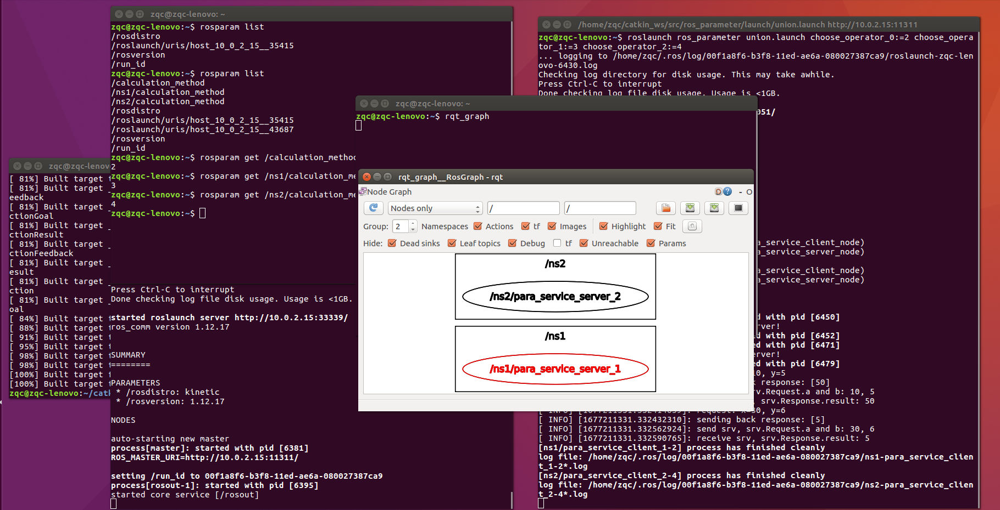 zqc@zqc-lenovo: ~
zqc@zqc-lenovo:~$ rosparam list
/rosdistro
/roslaunch/uris/host_10_0_2_15__35415
/rosversion
/run_id
zqc@zqc-lenovo:~$ rosparam list
/calculation_method
/ns1/calculation_method
/ns2/calculation_method
/rosdistro
/roslaunch/uris/host_10_0_2_15__35415
/roslaunch/uris/host_10_0_2_15__43687
/rosversion
/run_id
zqc@zqc-lenovo:~$ rosparam get /calculation_metho
2
zqc@zqc-lenovo:~$ rosparam get /ns1/calculation_m
3
zqc@zqc-lenovo:~$ rosparam get /ns2/calculation_m
4
zqc@zqc-lenovo:~$
/home/zqc/catkin_ws/src/ros_parameter/launch/union.launch http://10.0.2.15:11311
zqc@zqc-lenovo:~$ roslaunch ros_parameter union.launch choose_operator_0:=2 choose_opera
tor_1:=3 choose_operator_2:=4
... logging to /home/zqc/.ros/log/00f1a8f6-b3f8-11ed-ae6a-080027387ca9/roslaunch-zqc-len
ovo-6430.log
Checking log directory for disk usage. This may take awhile.
Press Ctrl-C to interrupt
Done checking log file disk usage. Usage is <1GB.
051/
a_service_client_node)
a_service_server_node)
a_service_client_node)
a_service_server_node)
d with pid [6450]
rver!
ed with pid [6452]
ed with pid [6471]
rver!
ed with pid [6479]
10, y=5
k response: [50]
rv.Request.a and b: 10, 5
, srv.Response.result: 50
[ INFO] [1677211331.332414039]: request: x=30, y=6
[ INFO] [1677211331.332432310]: sending back response: [5]
[ INFO] [1677211331.332562924]: send srv, srv.Request.a and b: 30, 6
[ INFO] [1677211331.332590765]: receive srv, srv.Response.result: 5
[ns1/para_service_client_1-2] process has finished cleanly
log file: /home/zqc/.ros/log/00f1a8f6-b3f8-11ed-ae6a-080027387ca9/ns1-para_service_clien
t_1-2*.log
[ns2/para_service_client_2-4] process has finished cleanly
log file: /home/zqc/.ros/log/00f1a8f6-b3f8-11ed-ae6a-080027387ca9/ns2-para_service_clien
t_2-4*.log
zqc@zqc-lenovo: ~
zqc@zqc-lenovo:~$ rqt_graph
rqt_graph__RosGraph - rqt
Node Graph
D ? - O
Nodes only / /
Group: 2 Namespaces Actions tf Images Highlight Fit
Hide: Dead sinks Leaf topics Debug tf Unreachable Params
/ns2
/ns2/para_service_server_2
/ns1
/ns1/para_service_server_1
zqc@zqc-lenov
[ 81%] Built target
[ 81%] Built target
eedback
[ 81%] Built target _
ctionGoal
[ 81%] Built target _
ctionResult
[ 81%] Built target _
ctionFeedback
[ 81%] Built target _
esult
[ 81%] Built target _
ction
[ 81%] Built target _
oal
[ 84%] Built target
[ 88%] Built target
[ 91%] Built target
[ 95%] Built target
[ 98%] Built target
[ 98%] Built target
[100%] Built target
[100%] Built target
zqc@zqc-lenovo:~/cat
Press Ctrl-C to interrupt
Done checking log file disk usage. Usage is <1GB.
started roslaunch server http://10.0.2.15:33339/
ros_comm version 1.12.17
SUMMARY
========
PARAMETERS
* /rosdistro: kinetic
* /rosversion: 1.12.17
NODES
auto-starting new master
process[master]: started with pid [6381]
ROS_MASTER_URI=http://10.0.2.15:11311/
setting /run_id to 00f1a8f6-b3f8-11ed-ae6a-080027387ca9
process[rosout-1]: started with pid [6395]
started core service [/rosout]